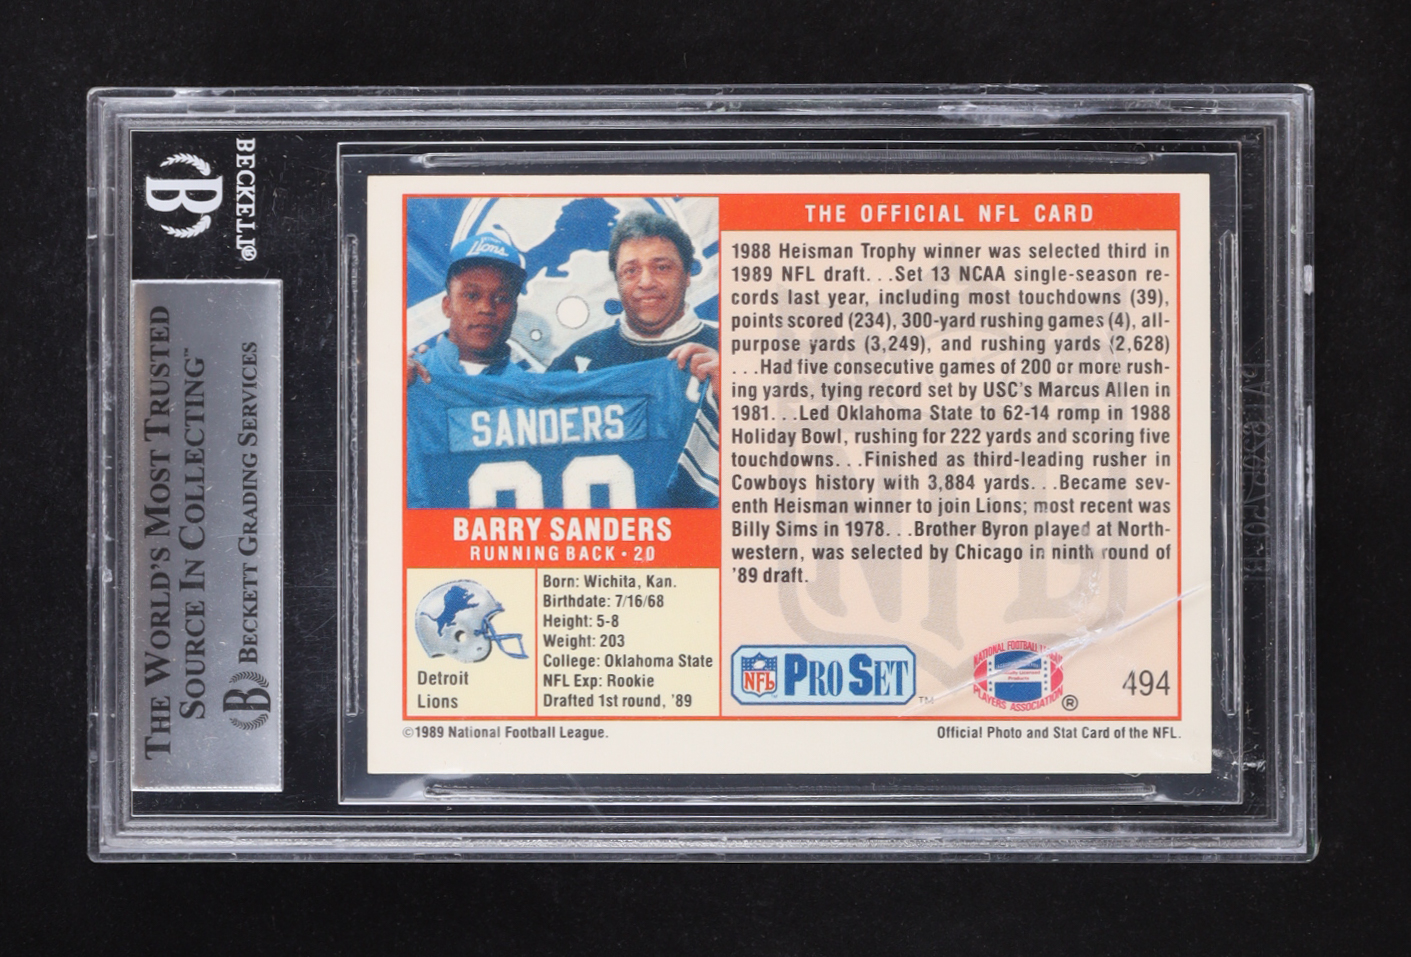 BECKETT®
B
THE WORLD'S MOST TRUSTED
SOURCE IN COLLECTING™
B BECKETT GRADING SERVICES
Lions
SANDERS
BARRY SANDERS
RUNNING BACK • 20
Detroit
Lions
Born: Wichita, Kan.
Birthdate: 7/16/68
Height: 5-8
Weight: 203
College: Oklahoma State
NFL Exp: Rookie
Drafted 1st round, '89
THE OFFICIAL NFL CARD
1988 Heisman Trophy winner was selected third in
1989 NFL draft. . .Set 13 NCAA single-season re-
cords last year, including most touchdowns (39),
points scored (234), 300-yard rushing games (4), all-
purpose yards (3,249), and rushing yards (2,628)
. . .Had five consecutive games of 200 or more rush-
ing yards, tying record set by USC's Marcus Allen in
1981. . .Led Oklahoma State to 62-14 romp in 1988
Holiday Bowl, rushing for 222 yards and scoring five
touchdowns. . .Finished as third-leading rusher in
Cowboys history with 3,884 yards. . .Became sev-
enth Heisman winner to join Lions; most recent was
Billy Sims in 1978. . .Brother Byron played at North-
western, was selected by Chicago in ninth round of
'89 draft.
NFL
NFL PRO SET ™
NATIONAL FOOTBALL LEAGUE
PLAYERS ASSOCIATION ®
494
©1989 National Football League.
Official Photo and Stat Card of the NFL.